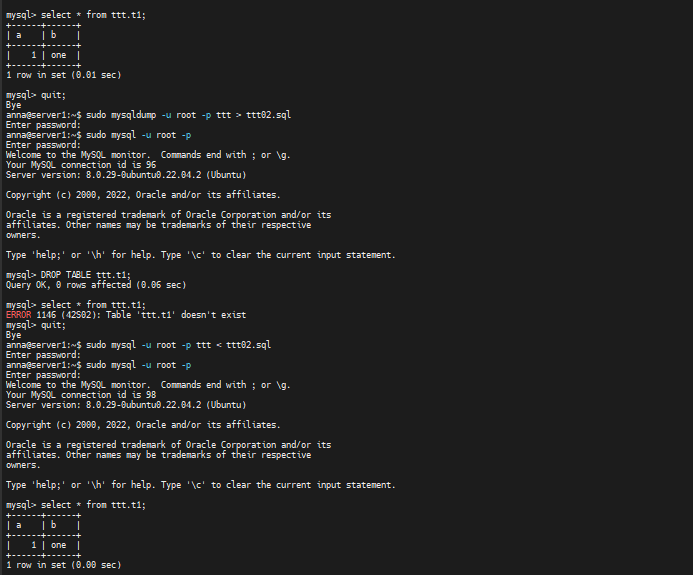 mysql> select * from ttt.t1;
+------+------+
| a    | b    |
+------+------+
|    1 | one  |
+------+------+
1 row in set (0.01 sec)

mysql> quit;
Bye
anna@server1:~$ sudo mysqldump -u root -p ttt > ttt02.sql
Enter password:
anna@server1:~$ sudo mysql -u root -p
Enter password:
Welcome to the MySQL monitor.  Commands end with ; or \g.
Your MySQL connection id is 96
Server version: 8.0.29-0ubuntu0.22.04.2 (Ubuntu)

Copyright (c) 2000, 2022, Oracle and/or its affiliates.

Oracle is a registered trademark of Oracle Corporation and/or its
affiliates. Other names may be trademarks of their respective
owners.

Type 'help;' or '\h' for help. Type '\c' to clear the current input statement.

mysql> DROP TABLE ttt.t1;
Query OK, 0 rows affected (0.06 sec)

mysql> select * from ttt.t1;
ERROR 1146 (42S02): Table 'ttt.t1' doesn't exist
mysql> quit;
Bye
anna@server1:~$ sudo mysql -u root -p ttt < ttt02.sql
Enter password:
anna@server1:~$ sudo mysql -u root -p
Enter password:
Welcome to the MySQL monitor.  Commands end with ; or \g.
Your MySQL connection id is 98
Server version: 8.0.29-0ubuntu0.22.04.2 (Ubuntu)

Copyright (c) 2000, 2022, Oracle and/or its affiliates.

Oracle is a registered trademark of Oracle Corporation and/or its
affiliates. Other names may be trademarks of their respective
owners.

Type 'help;' or '\h' for help. Type '\c' to clear the current input statement.

mysql> select * from ttt.t1;
+------+------+
| a    | b    |
+------+------+
|    1 | one  |
+------+------+
1 row in set (0.00 sec)